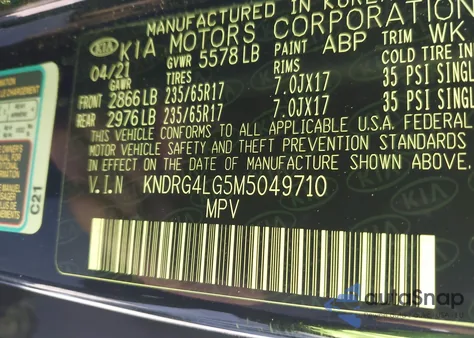 MANUFACTURED IN KOREA
KIA KIA MOTORS CORPORATION
04/21 GVWR 5578 LB PAINT ABP TRIM WK
GAWR TIRES RIMS COLD TIRE IN
FRONT 2866 LB 235/65R17 7.0JX17 35 PSI SINGL
REAR 2976 LB 235/65R17 7.0JX17 35 PSI SINGL
THIS VEHICLE CONFORMS TO ALL APPLICABLE U.S.A. FEDERAL
MOTOR VEHICLE SAFETY AND THEFT PREVENTION STANDARDS
IN EFFECT ON THE DATE OF MANUFACTURE SHOWN ABOVE.
V.I.N KNDRG4LG5M5049710
MPV
C21
autoSnap